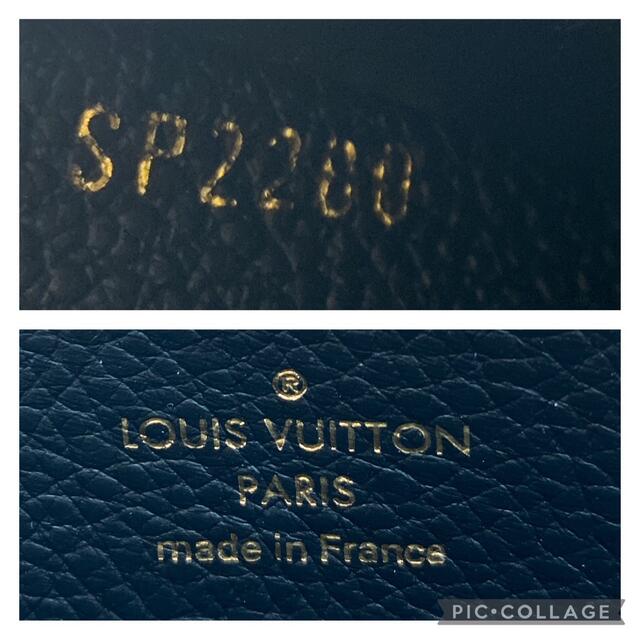 SP2200
®
LOUIS VUITTON
PARIS
made in France
PIC•COLLAGE